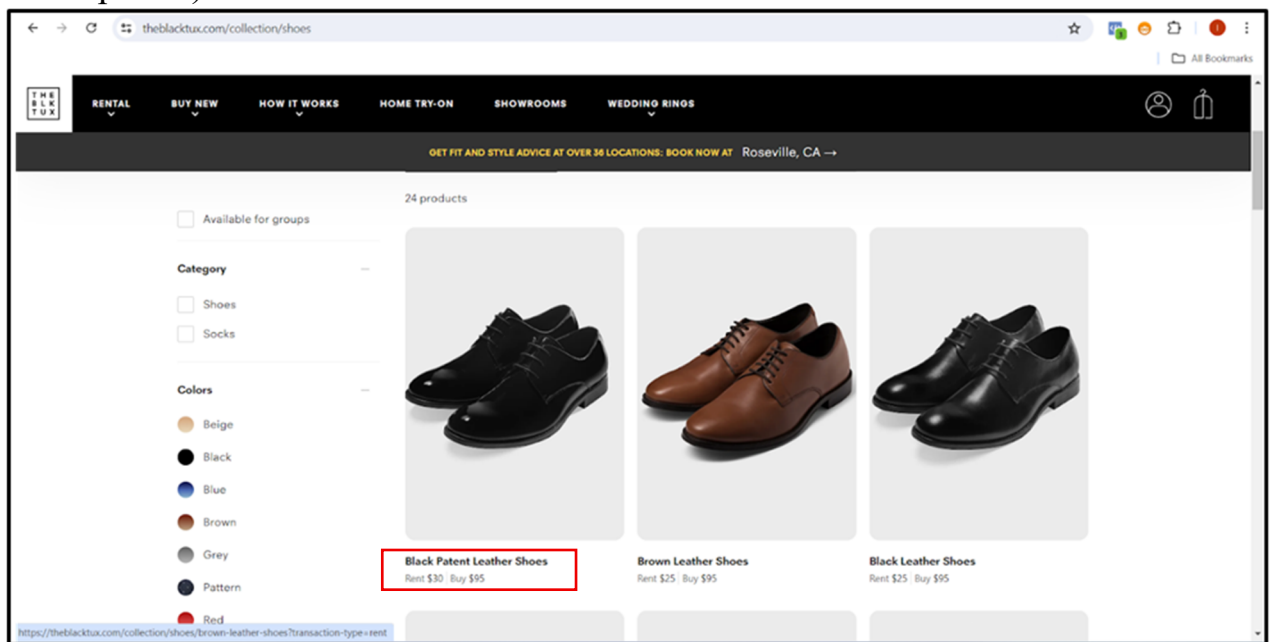 theblacktux.com/collection/shoes
All Bookmarks
THE
BLK
TUX
RENTAL BUY NEW HOW IT WORKS HOME TRY-ON SHOWROOMS WEDDING RINGS
GET FIT AND STYLE ADVICE AT OVER 36 LOCATIONS: BOOK NOW AT Roseville, CA →
24 products
Available for groups
Category
Shoes
Socks
Colors
Beige
Black
Blue
Brown
Grey
Pattern
Red
Black Patent Leather Shoes
Rent $30 | Buy $95
Brown Leather Shoes
Rent $25 | Buy $95
Black Leather Shoes
Rent $25 | Buy $95
https://theblacktux.com/collection/shoes/brown-leather-shoes?transaction-type=rent